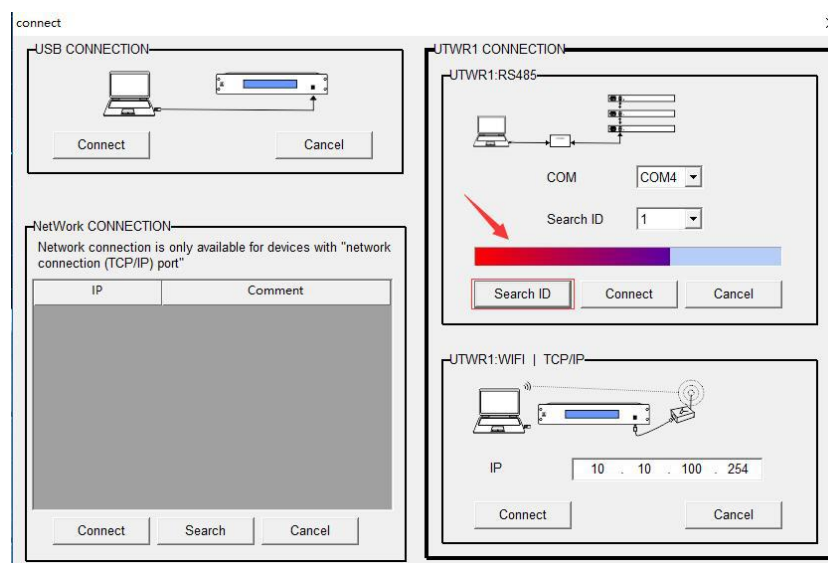 connect
USB CONNECTION
Connect Cancel
NetWork CONNECTION
Network connection is only available for devices with "network
connection (TCP/IP) port"
IP Comment
Connect Search Cancel
UTWR1 CONNECTION
UTWR1:RS485
COM COM4
Search ID 1
Search ID Connect Cancel
UTWR1:WIFI | TCP/IP
IP 10 . 10 . 100 . 254
Connect Cancel